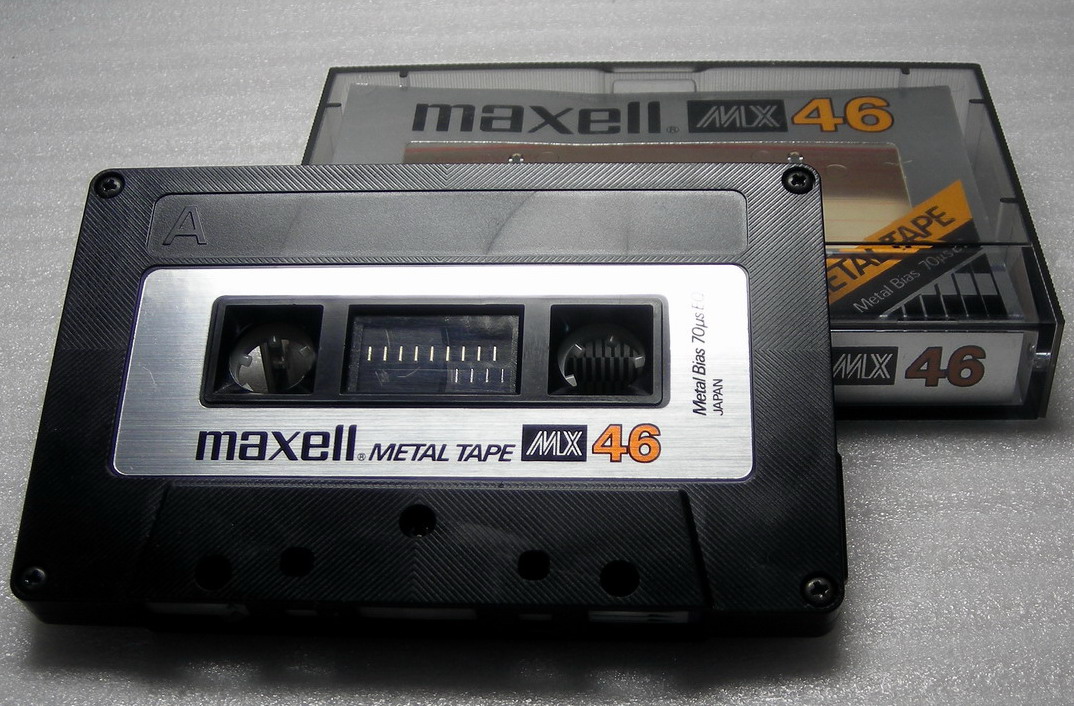 maxell® MX 46
METAL TAPE
Metal Bias 70μs
MX 46
A
Metal Bias 70μs EQ
JAPAN
maxell® METAL TAPE MX 46